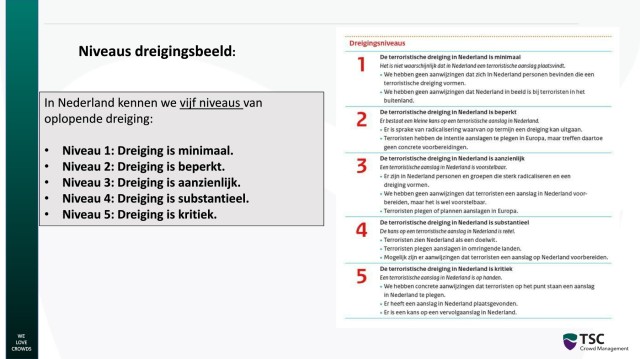 Niveaus dreigingsbeeld:
In Nederland kennen we vijf niveaus van
oplopende dreiging:
• Niveau 1: Dreiging is minimaal.
• Niveau 2: Dreiging is beperkt.
• Niveau 3: Dreiging is aanzienlijk.
• Niveau 4: Dreiging is substantieel.
• Niveau 5: Dreiging is kritiek.
Dreigingsniveaus
1
De terroristische dreiging in Nederland is minimaal
Het is niet waarschijnlijk dat in Nederland een terroristische aanslag plaatsvindt.
• We hebben geen aanwijzingen dat zich in Nederland personen bevinden die een
terroristische dreiging vormen.
• We hebben geen aanwijzingen dat Nederland in beeld is bij terroristen in het
buitenland.
2
De terroristische dreiging in Nederland is beperkt
Er bestaat een kleine kans op een terroristische aanslag in Nederland.
• Er is sprake van radicalisering waarvan op termijn een dreiging kan uitgaan.
• Terroristen hebben de intentie aanslagen te plegen in Europa, maar treffen daartoe
geen concrete voorbereidingen.
3
De terroristische dreiging in Nederland is aanzienlijk
Een terroristische aanslag in Nederland is voorstelbaar.
• Er zijn in Nederland personen en groepen die sterk radicaliseren en een
dreiging vormen.
• We hebben geen aanwijzingen dat terroristen een aanslag in Nederland voor-
bereiden, maar het is wel voorstelbaar.
• Terroristen plegen of plannen aanslagen in Europa.
4
De terroristische dreiging in Nederland is substantieel
De kans op een terroristische aanslag in Nederland is reëel.
• Terroristen zien Nederland als een doelwit.
• Terroristen plegen aanslagen in omringende landen.
• Mogelijk zijn er aanwijzingen dat terroristen een aanslag op Nederland voorbereiden.
5
De terroristische dreiging in Nederland is kritiek
Een terroristische aanslag in Nederland is op handen.
• We hebben concrete aanwijzingen dat terroristen op het punt staan een aanslag
in Nederland te plegen.
• Er heeft een aanslag in Nederland plaatsgevonden.
• Er is een kans op een vervolgaanslag in Nederland.
WE
LOVE
CROWDS
TSC
Crowd Management